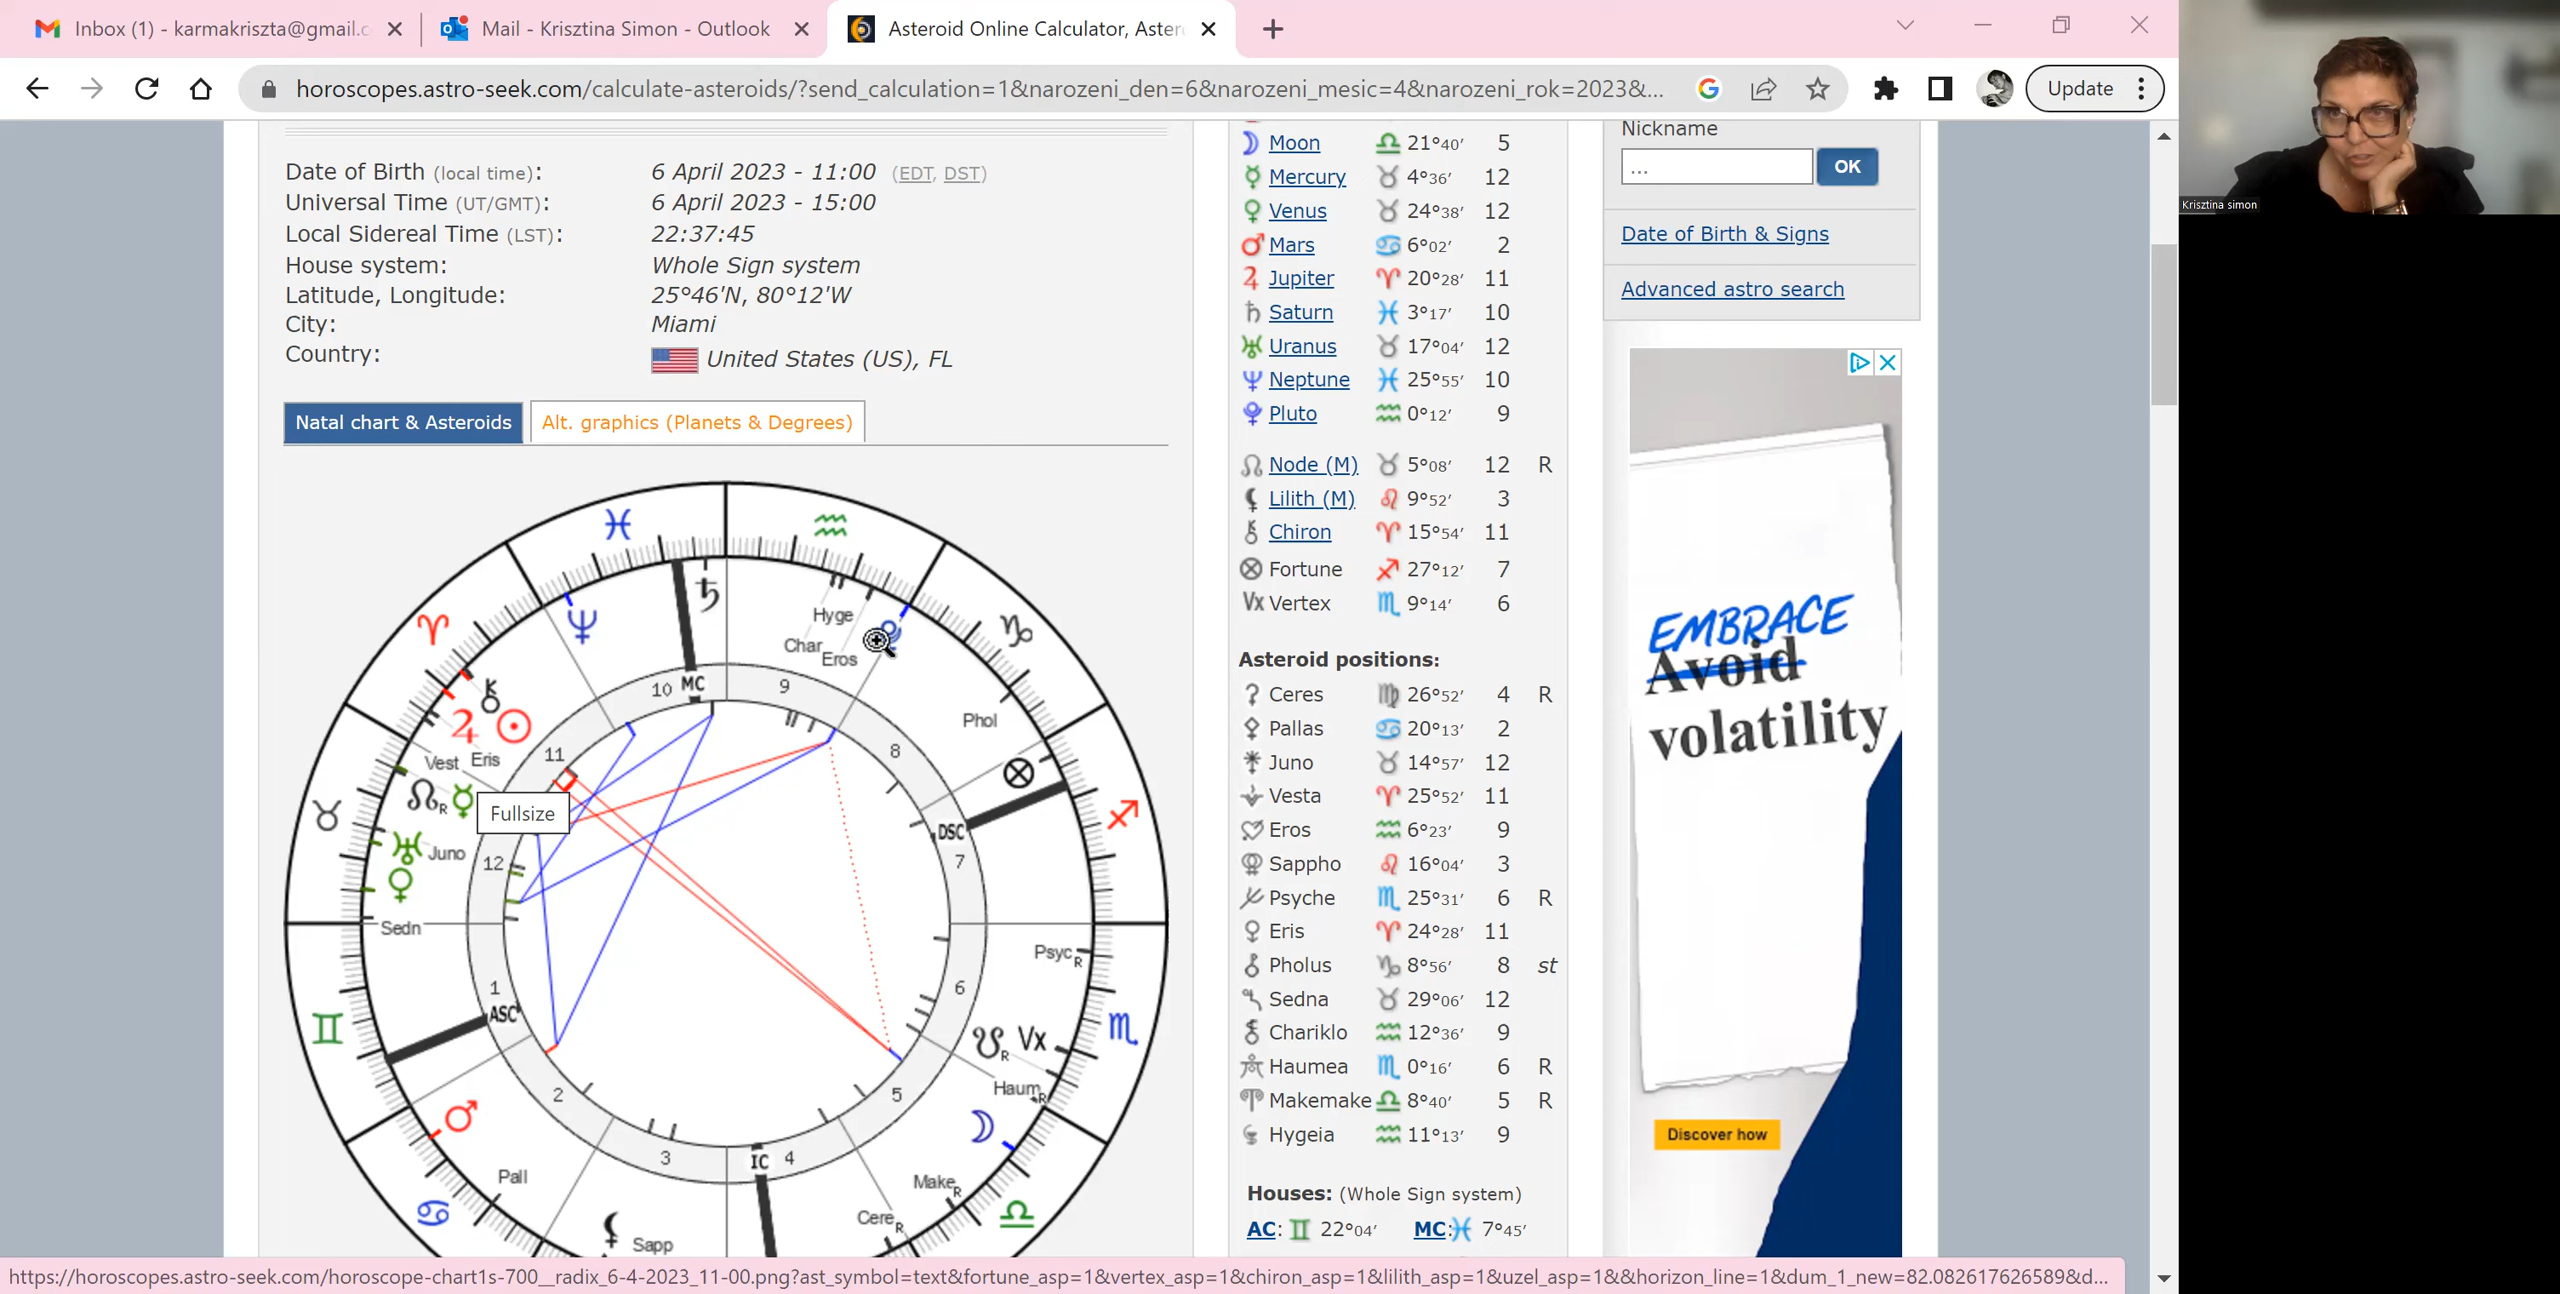 Inbox (1) - karmakriszta@gmail.c
Mail - Krisztina Simon - Outlook
Asteroid Online Calculator, Aster
horoscopes.astro-seek.com/calculate-asteroids/?send_calculation=1&narozeni_den=6&narozeni_mesic=4&narozeni_rok=2023&...
Update
Date of Birth (local time): 6 April 2023 - 11:00 (EDT, DST)
Universal Time (UT/GMT): 6 April 2023 - 15:00
Local Sidereal Time (LST): 22:37:45
House system: Whole Sign system
Latitude, Longitude: 25°46'N, 80°12'W
City: Miami
Country: United States (US), FL
Natal chart & Asteroids
Alt. graphics (Planets & Degrees)
Hyge
Char
Eros
10
MC
9
Phol
11
8
Vest
Eris
R
Fullsize
DSC
Juno
12
7
Sedn
Psyc R
1
6
ASC
R
Vx
Haum R
2
5
3
IC
4
Pall
Make R
Cere R
Sapp
Moon ♎ 21°40' 5
Mercury ♉ 4°36' 12
Venus ♉ 24°38' 12
Mars ♋ 6°02' 2
Jupiter ♈ 20°28' 11
Saturn ♓ 3°17' 10
Uranus ♉ 17°04' 12
Neptune ♓ 25°55' 10
Pluto ♒ 0°12' 9
Node (M) ♉ 5°08' 12 R
Lilith (M) ♌ 9°52' 3
Chiron ♈ 15°54' 11
Fortune ♐ 27°12' 7
Vx Vertex ♏ 9°14' 6
Asteroid positions:
Ceres ♍ 26°52' 4 R
Pallas ♋ 20°13' 2
Juno ♉ 14°57' 12
Vesta ♈ 25°52' 11
Eros ♒ 6°23' 9
Sappho ♌ 16°04' 3
Psyche ♏ 25°31' 6 R
Eris ♈ 24°28' 11
Pholus ♑ 8°56' 8 st
Sedna ♉ 29°06' 12
Chariklo ♒ 12°36' 9
Haumea ♏ 0°16' 6 R
Makemake ♎ 8°40' 5 R
Hygeia ♒ 11°13' 9
Houses: (Whole Sign system)
AC: ♊ 22°04' MC: ♓ 7°45'
Nickname
...
OK
Date of Birth & Signs
Advanced astro search
EMBRACE
Avoid
volatility
Discover how
Krisztina simon
https://horoscopes.astro-seek.com/horoscope-chart1s-700__radix_6-4-2023_11-00.png?ast_symbol=text&fortune_asp=1&vertex_asp=1&chiron_asp=1&lilith_asp=1&uzel_asp=1&&horizon_line=1&dum_1_new=82.082617626589&d...